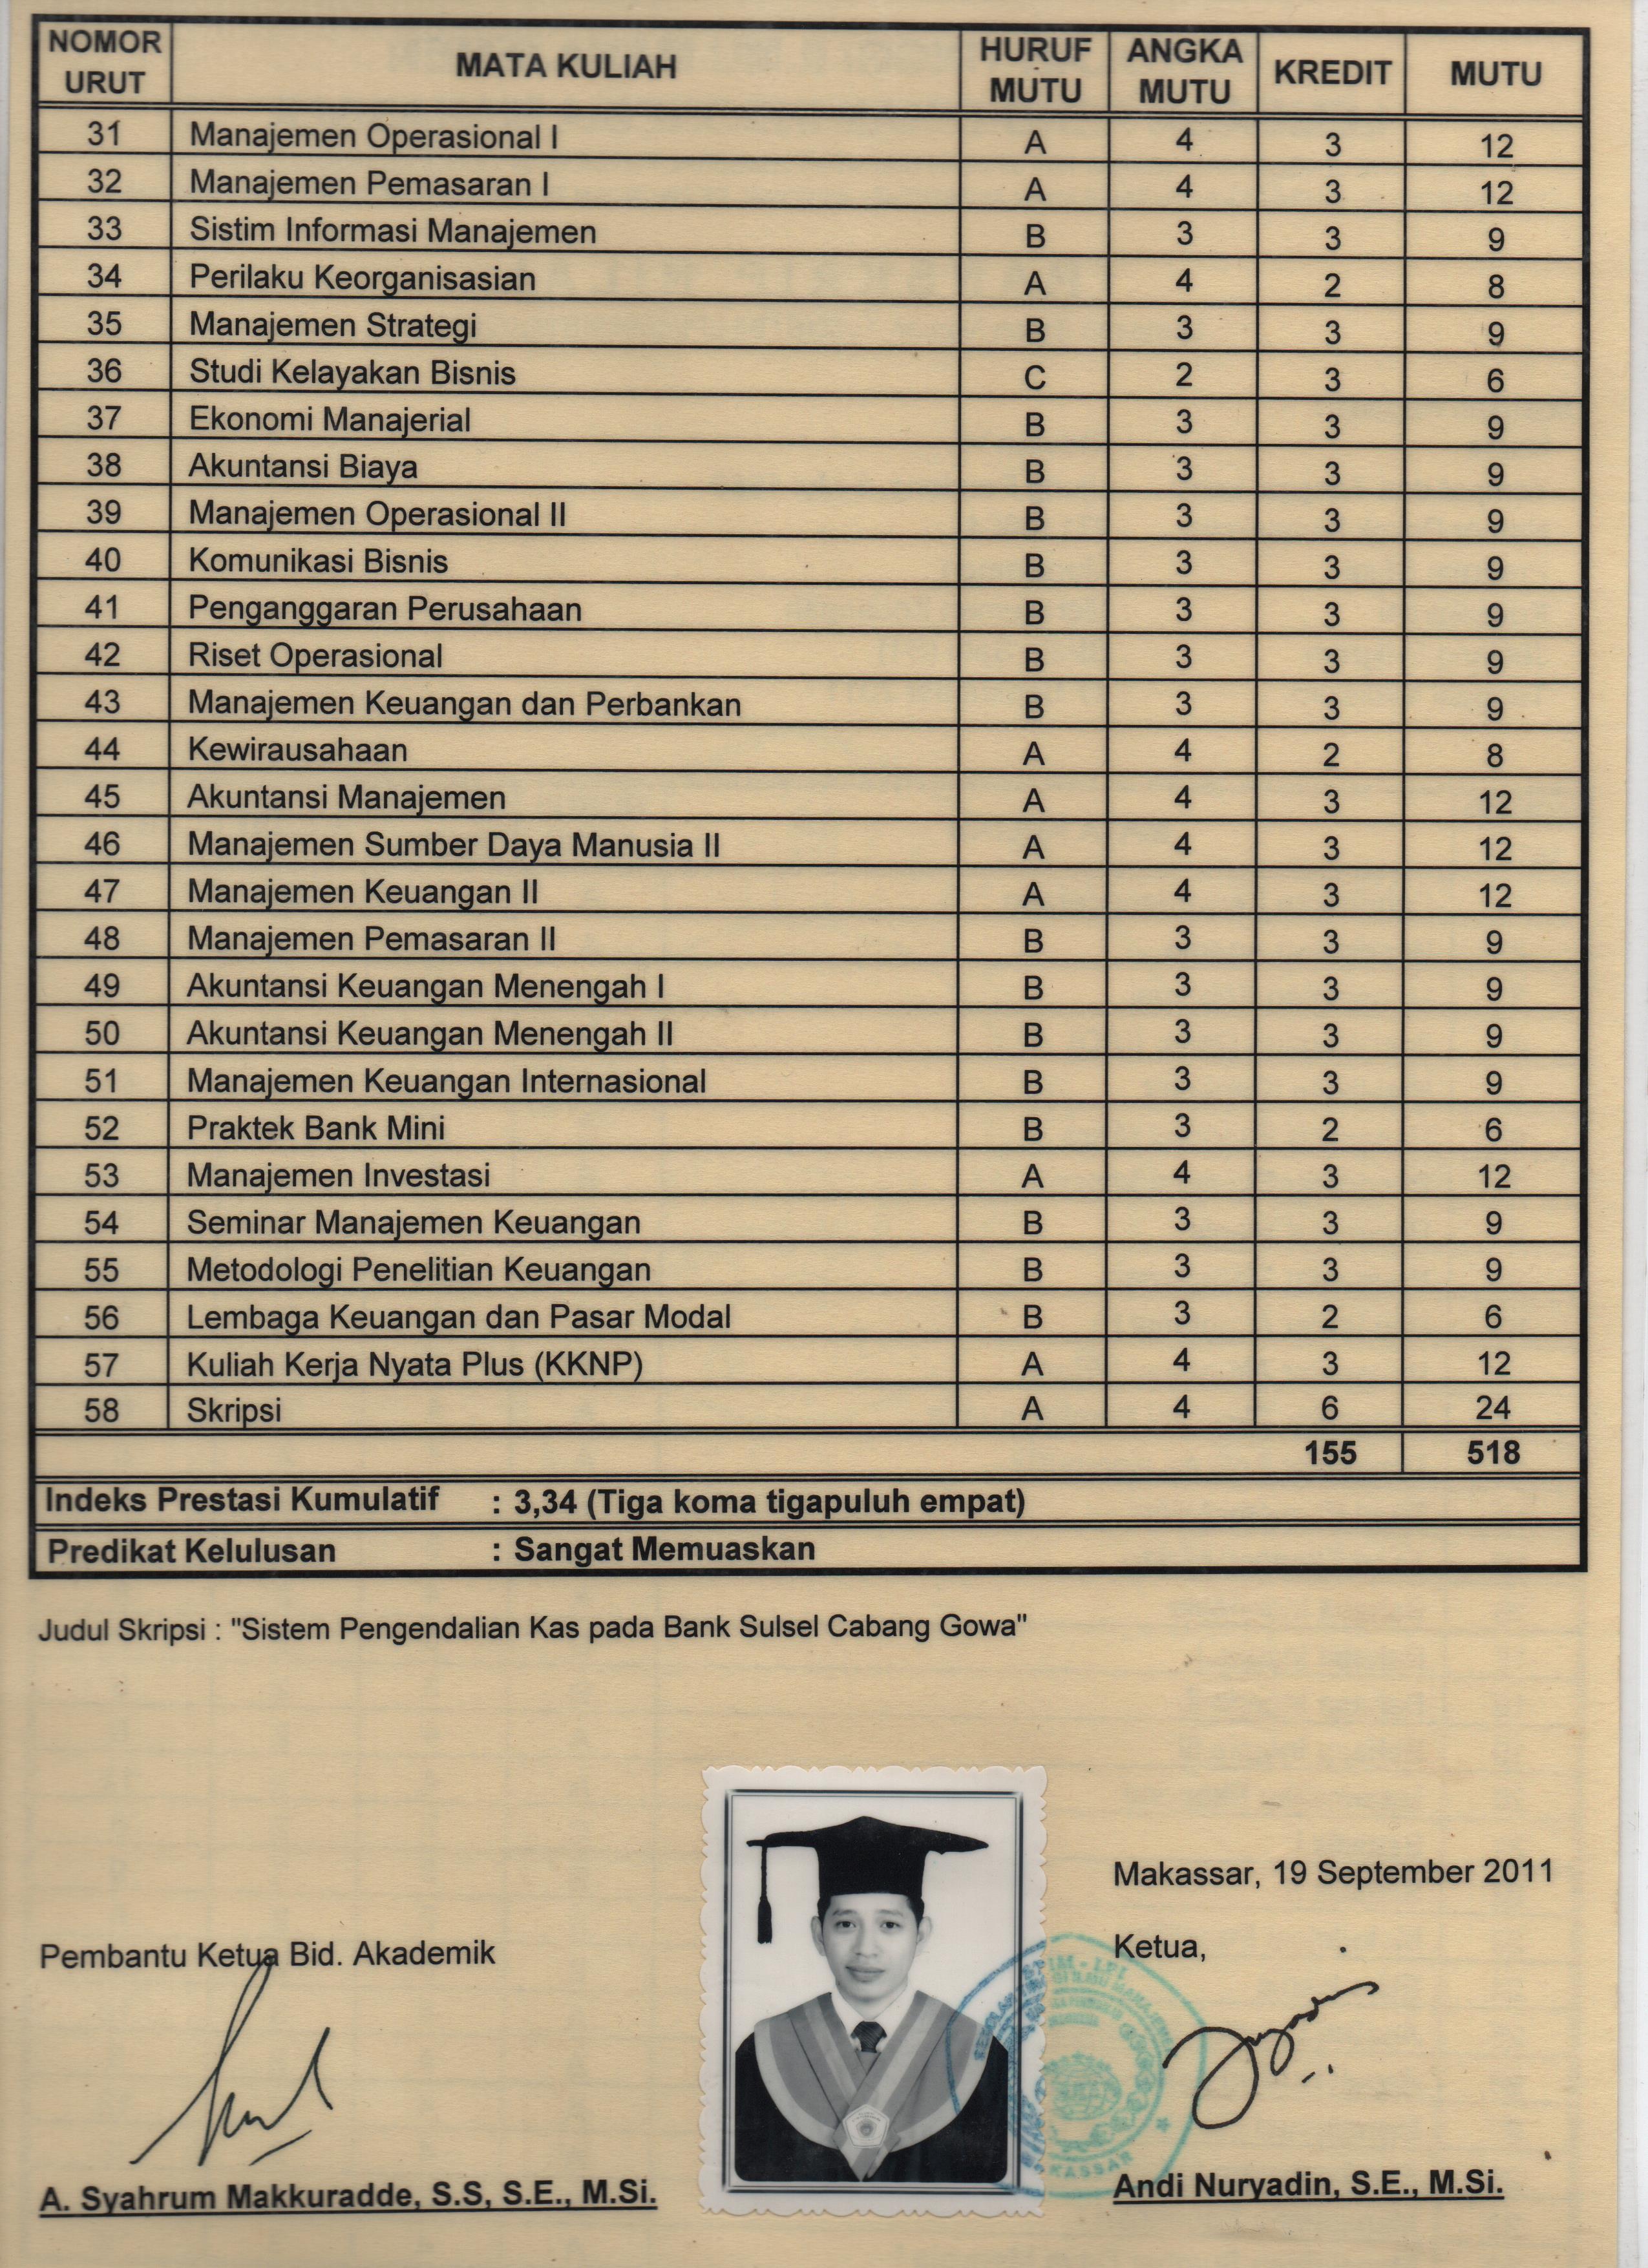 NOMOR URUT MATA KULIAH HURUF MUTU ANGKA MUTU KREDIT MUTU
31 Manajemen Operasional I A 4 3 12
32 Manajemen Pemasaran I A 4 3 12
33 Sistim Informasi Manajemen B 3 3 9
34 Perilaku Keorganisasian A 4 2 8
35 Manajemen Strategi B 3 3 9
36 Studi Kelayakan Bisnis C 2 3 6
37 Ekonomi Manajerial B 3 3 9
38 Akuntansi Biaya B 3 3 9
39 Manajemen Operasional II B 3 3 9
40 Komunikasi Bisnis B 3 3 9
41 Penganggaran Perusahaan B 3 3 9
42 Riset Operasional B 3 3 9
43 Manajemen Keuangan dan Perbankan B 3 3 9
44 Kewirausahaan A 4 2 8
45 Akuntansi Manajemen A 4 3 12
46 Manajemen Sumber Daya Manusia II A 4 3 12
47 Manajemen Keuangan II A 4 3 12
48 Manajemen Pemasaran II B 3 3 9
49 Akuntansi Keuangan Menengah I B 3 3 9
50 Akuntansi Keuangan Menengah II B 3 3 9
51 Manajemen Keuangan Internasional B 3 3 9
52 Praktek Bank Mini B 3 2 6
53 Manajemen Investasi A 4 3 12
54 Seminar Manajemen Keuangan B 3 3 9
55 Metodologi Penelitian Keuangan B 3 3 9
56 Lembaga Keuangan dan Pasar Modal B 3 2 6
57 Kuliah Kerja Nyata Plus (KKNP) A 4 3 12
58 Skripsi A 4 6 24
155 518
Indeks Prestasi Kumulatif : 3,34 (Tiga koma tigapuluh empat)
Predikat Kelulusan : Sangat Memuaskan
Judul Skripsi : "Sistem Pengendalian Kas pada Bank Sulsel Cabang Gowa"
Makassar, 19 September 2011
Pembantu Ketua Bid. Akademik
Ketua,
A. Syahrum Makkuradde, S.S, S.E., M.Si.
Andi Nuryadin, S.E., M.Si.